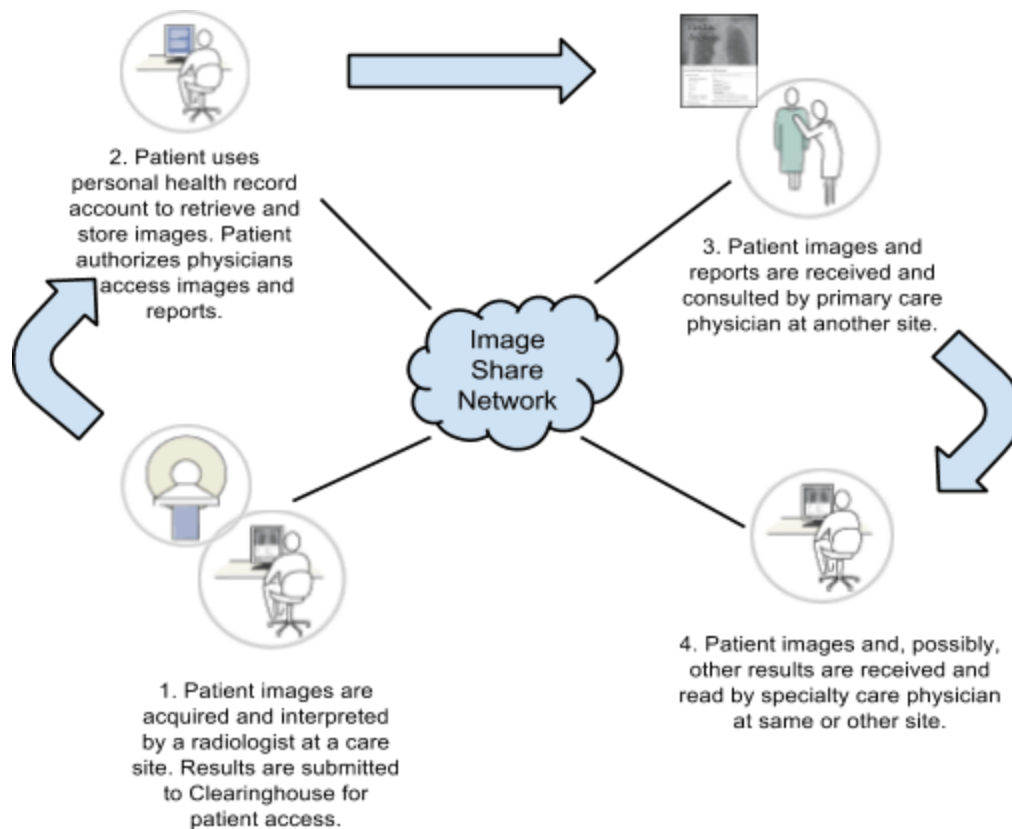 2. Patient uses
personal health record
account to retrieve and
store images. Patient
authorizes physicians
access images and
reports.
3. Patient images and
reports are received and
consulted by primary care
physician at another site.
Image
Share
Network
1. Patient images are
acquired and interpreted
by a radiologist at a care
site. Results are submitted
to Clearinghouse for
patient access.
4. Patient images and, possibly,
other results are received and
read by specialty care physician
at same or other site.